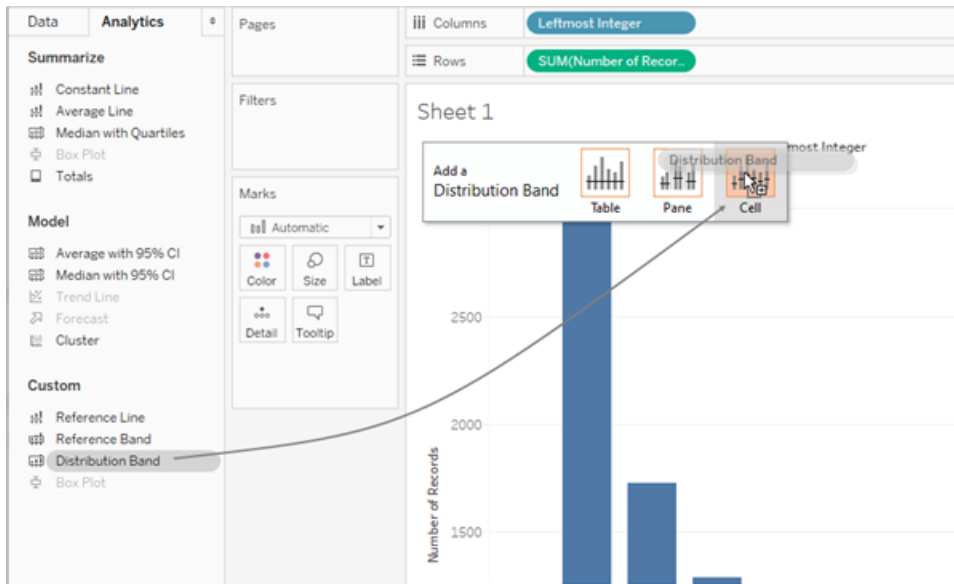 Data
Analytics
Summarize
Constant Line
Average Line
Median with Quartiles
Box Plot
Totals
Model
Average with 95% CI
Median with 95% CI
Trend Line
Forecast
Cluster
Custom
Reference Line
Reference Band
Distribution Band
Box Plot
Pages
Filters
Marks
Automatic
Color
Size
Label
Detail
Tooltip
Columns
Leftmost Integer
Rows
SUM(Number of Recor..
Sheet 1
most Integer
Add a
Distribution Band
Distribution Band
Table
Pane
Cell
2500
2000
1500
Number of Records